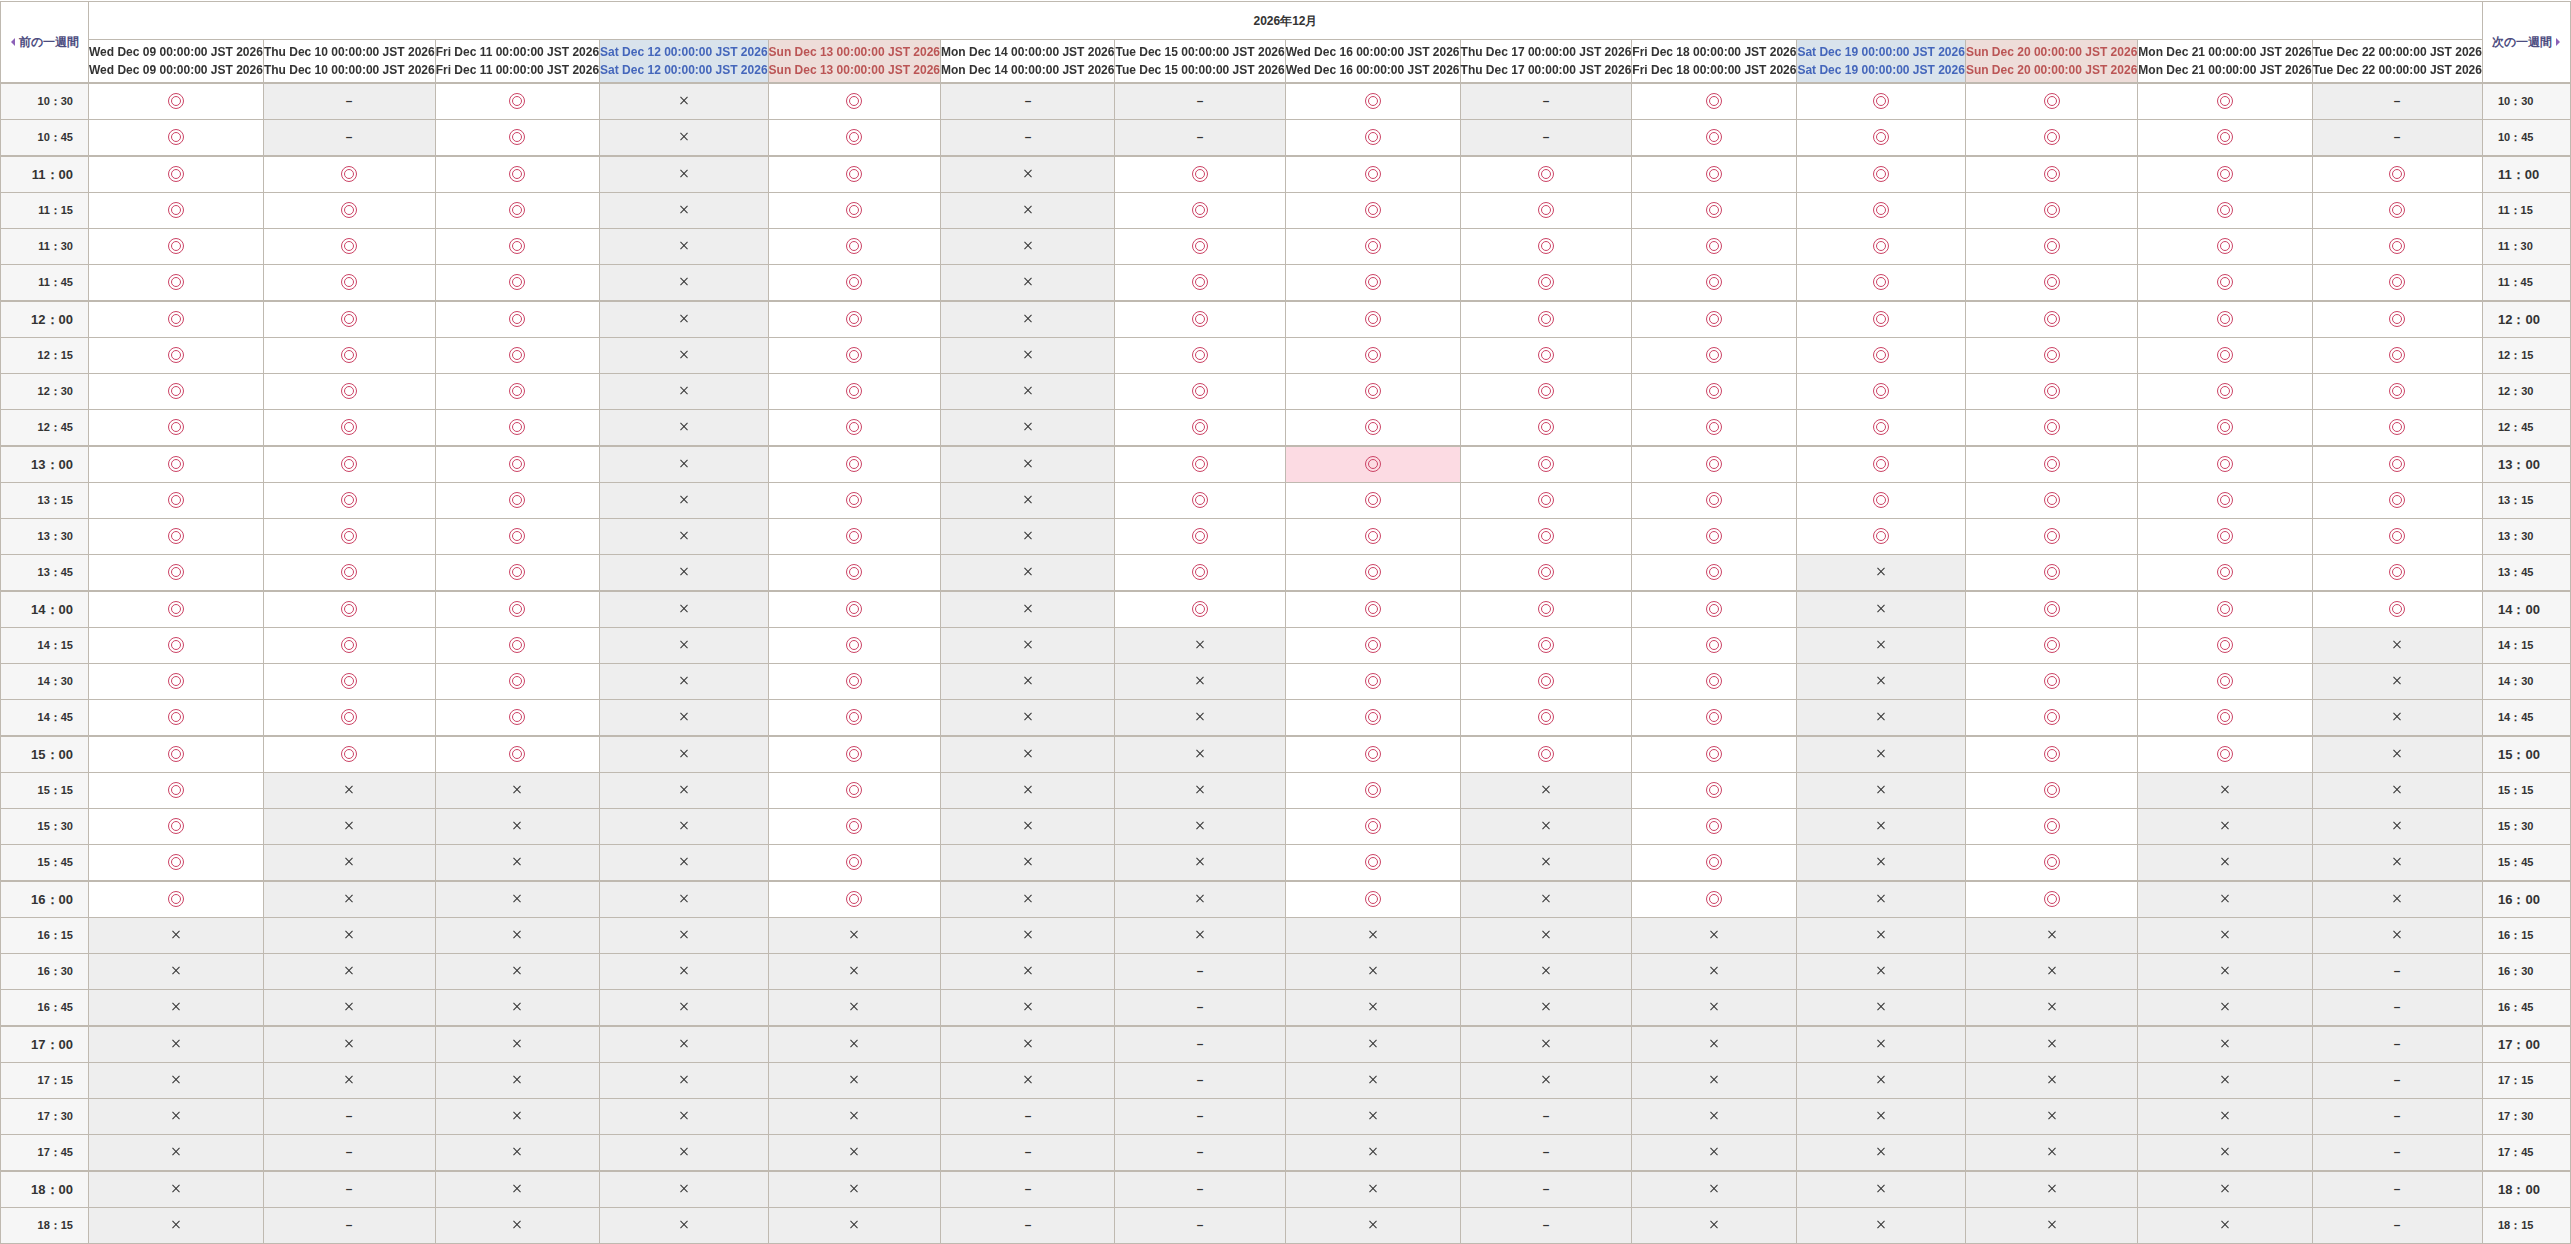 2026年12月
前の一週間
次の一週間
Wed Dec 09 00:00:00 JST 2026 Thu Dec 10 00:00:00 JST 2026 Fri Dec 11 00:00:00 JST 2026 Sat Dec 12 00:00:00 JST 2026 Sun Dec 13 00:00:00 JST 2026 Mon Dec 14 00:00:00 JST 2026 Tue Dec 15 00:00:00 JST 2026 Wed Dec 16 00:00:00 JST 2026 Thu Dec 17 00:00:00 JST 2026 Fri Dec 18 00:00:00 JST 2026 Sat Dec 19 00:00:00 JST 2026 Sun Dec 20 00:00:00 JST 2026 Mon Dec 21 00:00:00 JST 2026 Tue Dec 22 00:00:00 JST 2026
Wed Dec 09 00:00:00 JST 2026 Thu Dec 10 00:00:00 JST 2026 Fri Dec 11 00:00:00 JST 2026 Sat Dec 12 00:00:00 JST 2026 Sun Dec 13 00:00:00 JST 2026 Mon Dec 14 00:00:00 JST 2026 Tue Dec 15 00:00:00 JST 2026 Wed Dec 16 00:00:00 JST 2026 Thu Dec 17 00:00:00 JST 2026 Fri Dec 18 00:00:00 JST 2026 Sat Dec 19 00:00:00 JST 2026 Sun Dec 20 00:00:00 JST 2026 Mon Dec 21 00:00:00 JST 2026 Tue Dec 22 00:00:00 JST 2026
10：30 ◎ – ◎ × ◎ – – ◎ – ◎ ◎ ◎ ◎ – 10：30
10：45 ◎ – ◎ × ◎ – – ◎ – ◎ ◎ ◎ ◎ – 10：45
11：00 ◎ ◎ ◎ × ◎ × ◎ ◎ ◎ ◎ ◎ ◎ ◎ ◎ 11：00
11：15 ◎ ◎ ◎ × ◎ × ◎ ◎ ◎ ◎ ◎ ◎ ◎ ◎ 11：15
11：30 ◎ ◎ ◎ × ◎ × ◎ ◎ ◎ ◎ ◎ ◎ ◎ ◎ 11：30
11：45 ◎ ◎ ◎ × ◎ × ◎ ◎ ◎ ◎ ◎ ◎ ◎ ◎ 11：45
12：00 ◎ ◎ ◎ × ◎ × ◎ ◎ ◎ ◎ ◎ ◎ ◎ ◎ 12：00
12：15 ◎ ◎ ◎ × ◎ × ◎ ◎ ◎ ◎ ◎ ◎ ◎ ◎ 12：15
12：30 ◎ ◎ ◎ × ◎ × ◎ ◎ ◎ ◎ ◎ ◎ ◎ ◎ 12：30
12：45 ◎ ◎ ◎ × ◎ × ◎ ◎ ◎ ◎ ◎ ◎ ◎ ◎ 12：45
13：00 ◎ ◎ ◎ × ◎ × ◎ ◎ ◎ ◎ ◎ ◎ ◎ ◎ 13：00
13：15 ◎ ◎ ◎ × ◎ × ◎ ◎ ◎ ◎ ◎ ◎ ◎ ◎ 13：15
13：30 ◎ ◎ ◎ × ◎ × ◎ ◎ ◎ ◎ ◎ ◎ ◎ ◎ 13：30
13：45 ◎ ◎ ◎ × ◎ × ◎ ◎ ◎ ◎ × ◎ ◎ ◎ 13：45
14：00 ◎ ◎ ◎ × ◎ × ◎ ◎ ◎ ◎ × ◎ ◎ ◎ 14：00
14：15 ◎ ◎ ◎ × ◎ × × ◎ ◎ ◎ × ◎ ◎ × 14：15
14：30 ◎ ◎ ◎ × ◎ × × ◎ ◎ ◎ × ◎ ◎ × 14：30
14：45 ◎ ◎ ◎ × ◎ × × ◎ ◎ ◎ × ◎ ◎ × 14：45
15：00 ◎ ◎ ◎ × ◎ × × ◎ ◎ ◎ × ◎ ◎ × 15：00
15：15 ◎ × × × ◎ × × ◎ × ◎ × ◎ × × 15：15
15：30 ◎ × × × ◎ × × ◎ × ◎ × ◎ × × 15：30
15：45 ◎ × × × ◎ × × ◎ × ◎ × ◎ × × 15：45
16：00 ◎ × × × ◎ × × ◎ × ◎ × ◎ × × 16：00
16：15 × × × × × × × × × × × × × × 16：15
16：30 × × × × × × – × × × × × × – 16：30
16：45 × × × × × × – × × × × × × – 16：45
17：00 × × × × × × – × × × × × × – 17：00
17：15 × × × × × × – × × × × × × – 17：15
17：30 × – × × × – – × – × × × × – 17：30
17：45 × – × × × – – × – × × × × – 17：45
18：00 × – × × × – – × – × × × × – 18：00
18：15 × – × × × – – × – × × × × – 18：15